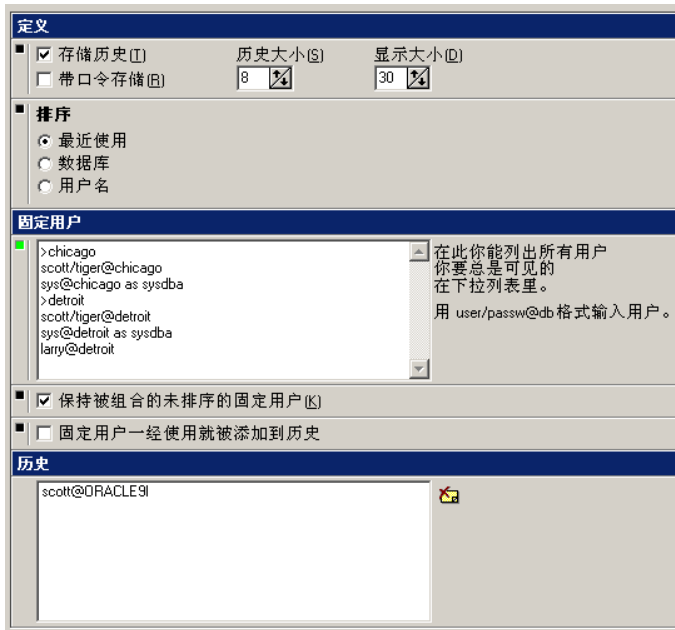 定义
存储历史(T) 历史大小(S) 显示大小(D)
带口令存储(R) 8 30
排序
最近使用
数据库
用户名
固定用户
>chicago
scott/tiger@chicago
sys@chicago as sysdba
>detroit
scott/tiger@detroit
sys@detroit as sysdba
larry@detroit
在此你能列出所有用户
你要总是可见的
在下拉列表里。
用 user/passw@db格式输入用户。
保持被组合的未排序的固定用户(K)
固定用户一经使用就被添加到历史
历史
scott@ORACLE9I